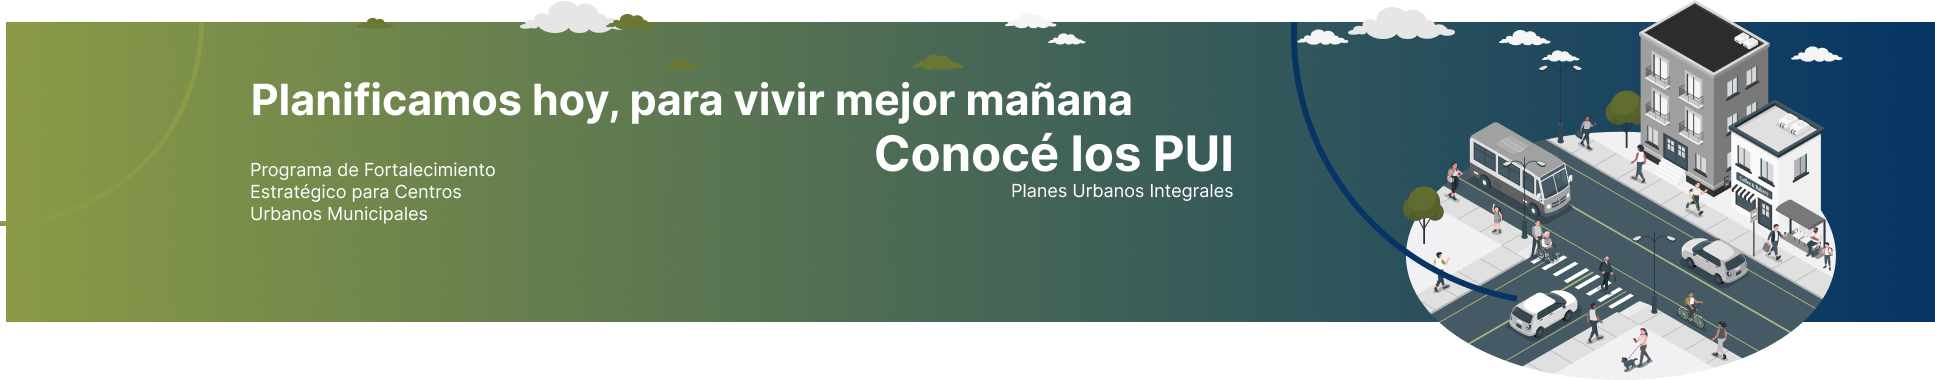 Planificamos hoy, para vivir mejor mañana
Conocé los PUI
Planes Urbanos Integrales
Programa de Fortalecimiento
Estratégico para Centros
Urbanos Municipales